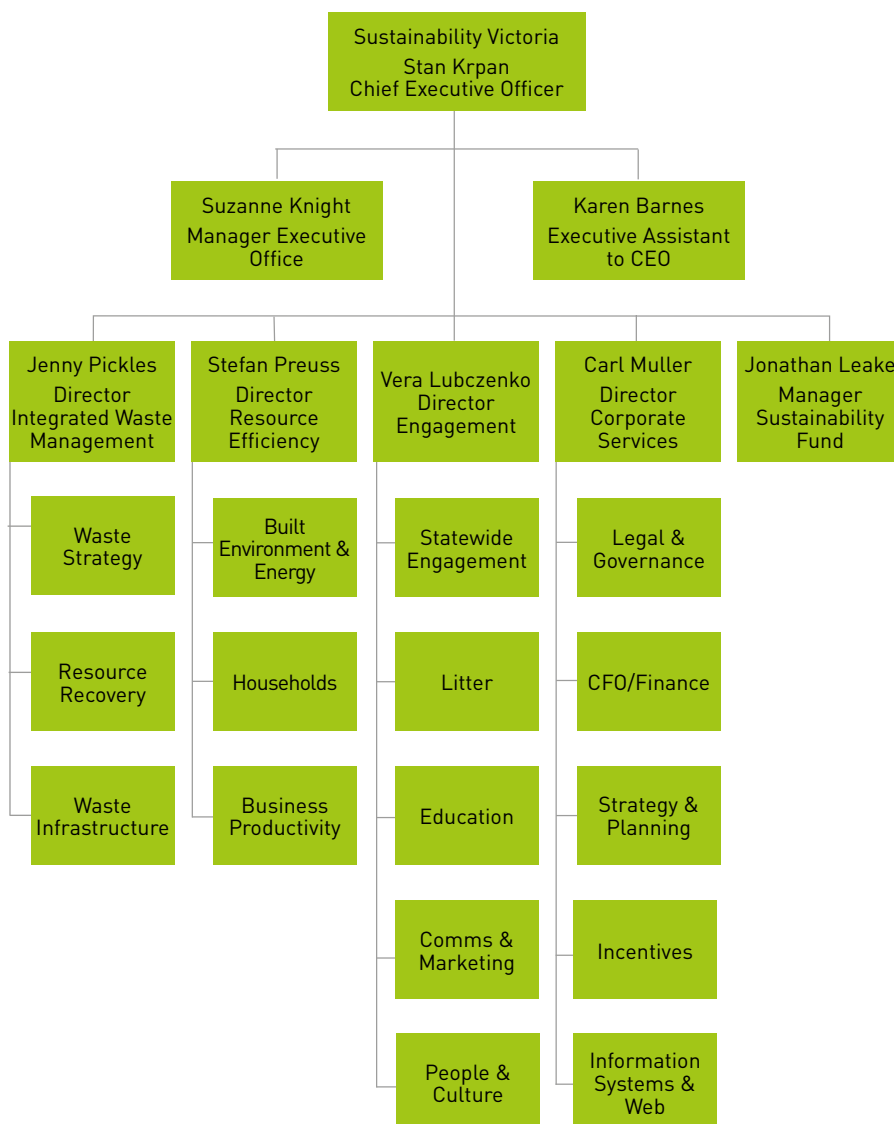 Sustainability Victoria
Stan Krpan
Chief Executive Officer
Suzanne Knight
Manager Executive
Office
Karen Barnes
Executive Assistant
to CEO
Jenny Pickles
Director
Integrated Waste
Management
Stefan Preuss
Director
Resource
Efficiency
Vera Lubczenko
Director
Engagement
Carl Muller
Director
Corporate
Services
Jonathan Leake
Manager
Sustainability
Fund
Waste
Strategy
Built
Environment &
Energy
Statewide
Engagement
Legal &
Governance
Resource
Recovery
Households
Litter
CFO/Finance
Waste
Infrastructure
Business
Productivity
Education
Strategy &
Planning
Comms &
Marketing
Incentives
People &
Culture
Information
Systems &
Web